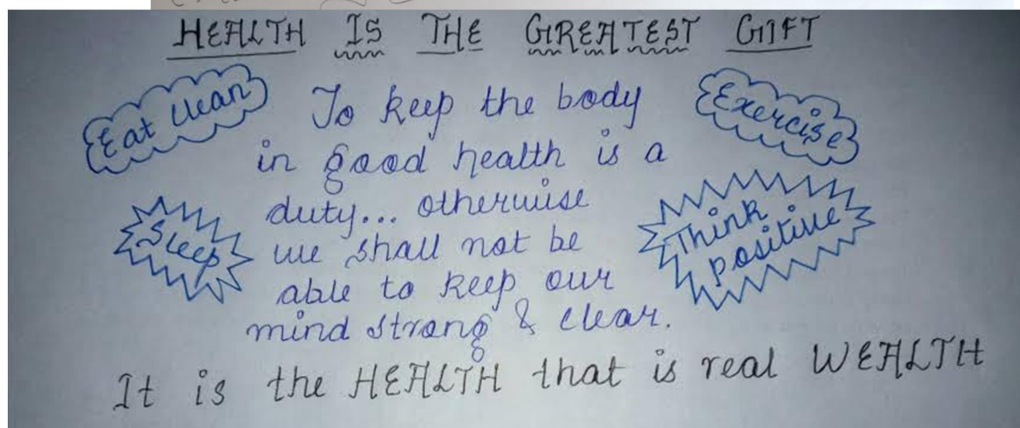 HEALTH IS THE GREATEST GIFT
Eat clean
To keep the body
Exercise
in good health is a
duty... otherwise
Sleep
Think
positive
we shall not be
able to keep our
mind strong & clear.
It is the HEALTH that is real WEALTH